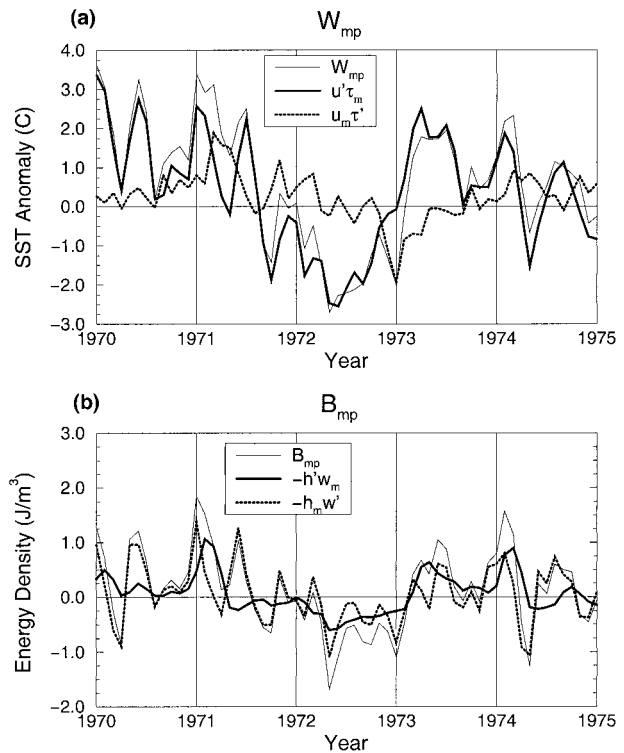 (a)
W_mp
W_mp
u'τ_m
u_mτ'
SST Anomaly (C)
4.0
3.0
2.0
1.0
0.0
-1.0
-2.0
-3.0
1970 1971 1972 1973 1974 1975
Year
(b)
B_mp
B_mp
-h'w_m
-h_mw'
Energy Density (J/m³)
3.0
2.0
1.0
0.0
-1.0
-2.0
1970 1971 1972 1973 1974 1975
Year